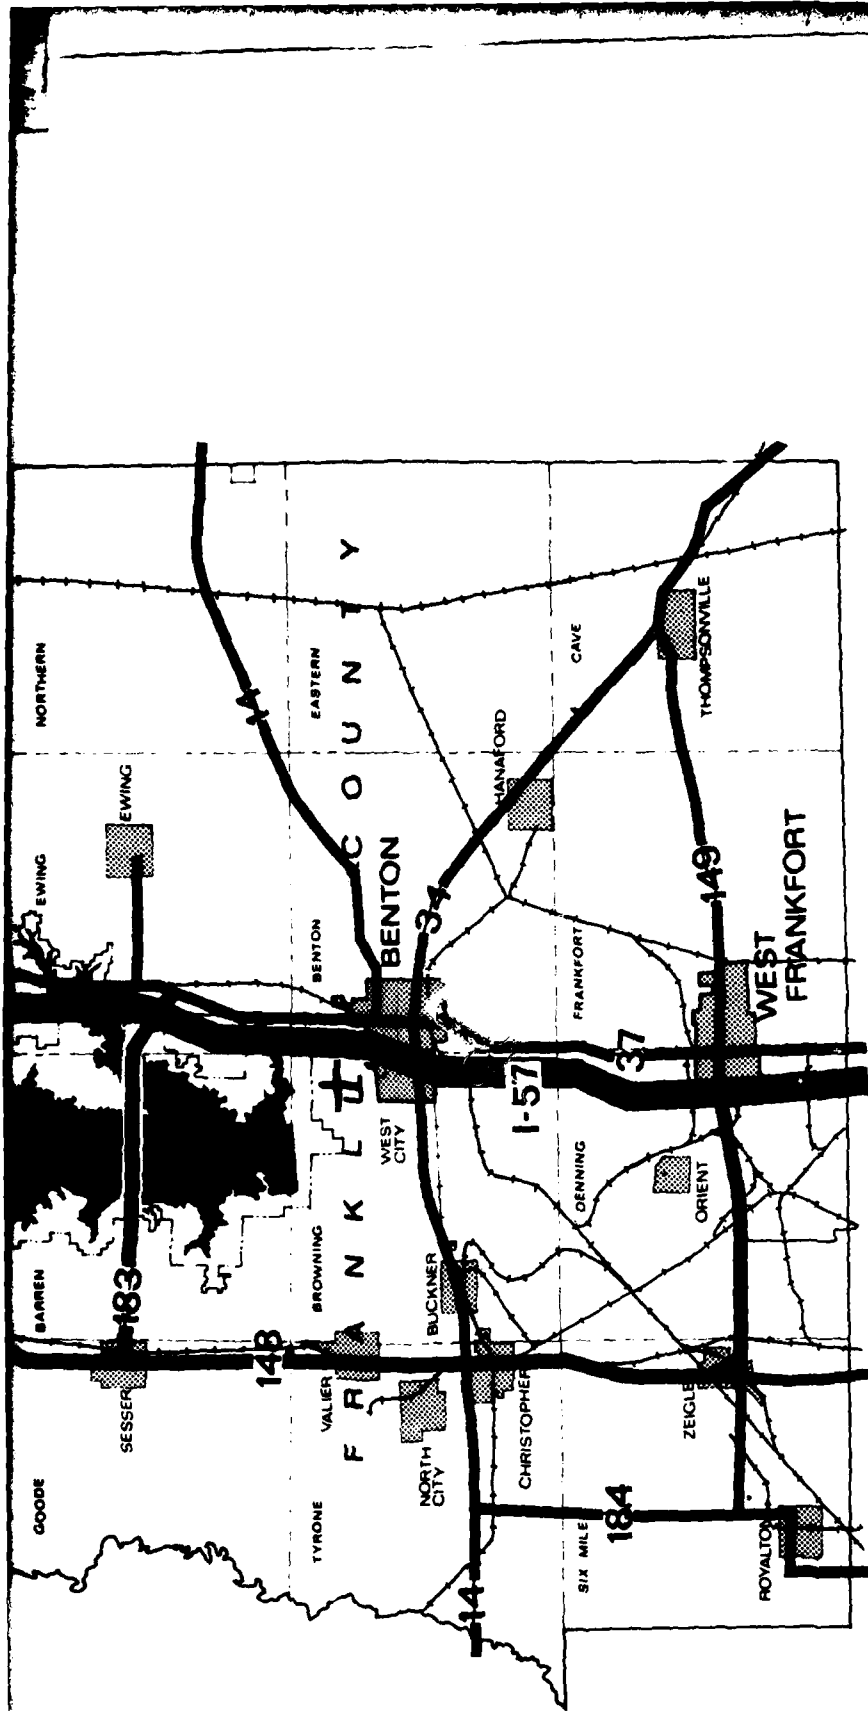 GOODE
BARREN
EWING
NORTHERN
SESSER
183
EWING
14
148
TYRONE
BROWNING
BENTON
EASTERN
VALIER
FRANKLIN COUNTY
WEST
CITY
BENTON
NORTH
CITY
BUCKNER
34
14
HANAFORD
CHRISTOPHER
I-57
SIX MILE
DENNING
FRANKFORT
CAVE
184
37
ZEIGLER
ORIENT
149
THOMPSONVILLE
ROYALTON
WEST
FRANKFORT